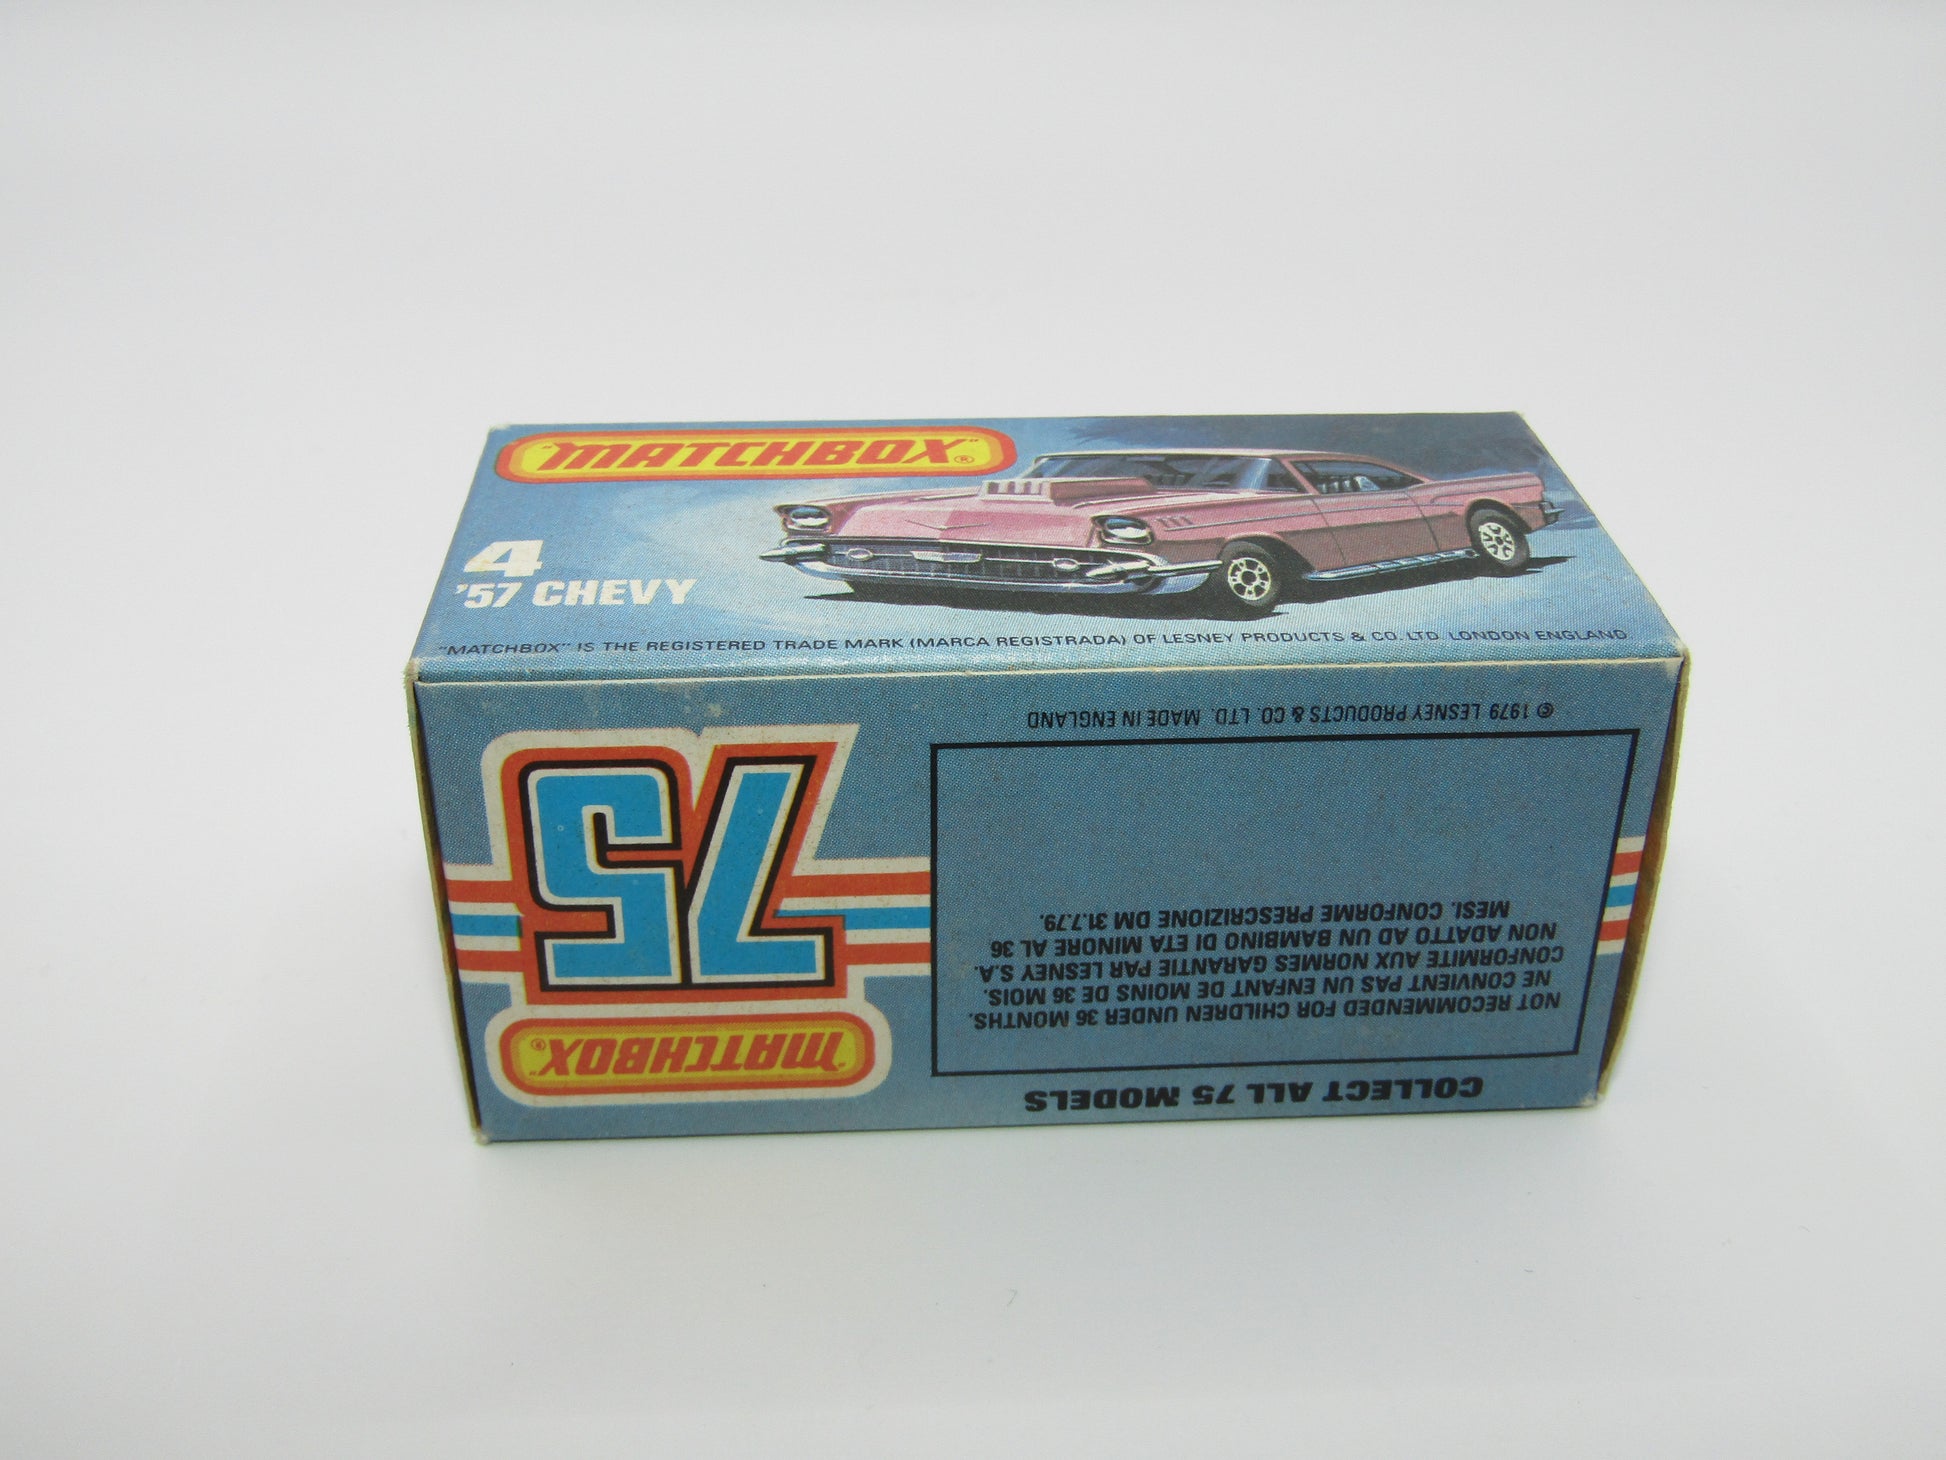 "MATCHBOX"®
4
'57 CHEVY
"MATCHBOX" IS THE REGISTERED TRADE MARK (MARCA REGISTRADA) OF LESNEY PRODUCTS & CO. LTD. LONDON ENGLAND
COLLECT ALL 75 MODELS
NOT RECOMMENDED FOR CHILDREN UNDER 36 MONTHS.
NE CONVIENT PAS UN ENFANT DE MOINS DE 36 MOIS.
CONFORMITE AUX NORMES GARANTIE PAR LESNEY S.A.
NON ADATTO AD UN BAMBINO DI ETA MINORE AL 36
MESI. CONFORME PRESCRIZIONE DM 31.7.79.
© 1979 LESNEY PRODUCTS & CO. LTD. MADE IN ENGLAND
"MATCHBOX"®
75